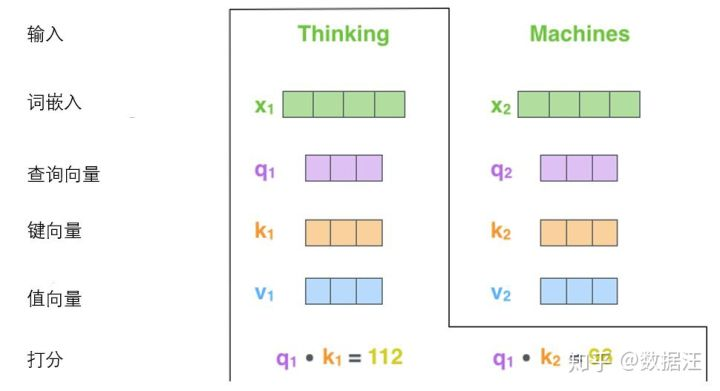 输入 Thinking Machines
词嵌入 x₁ x₂
查询向量 q₁ q₂
键向量 k₁ k₂
值向量 v₁ v₂
打分 q₁ • k₁ = 112 q₁ • k₂ =
知乎 @数据汪